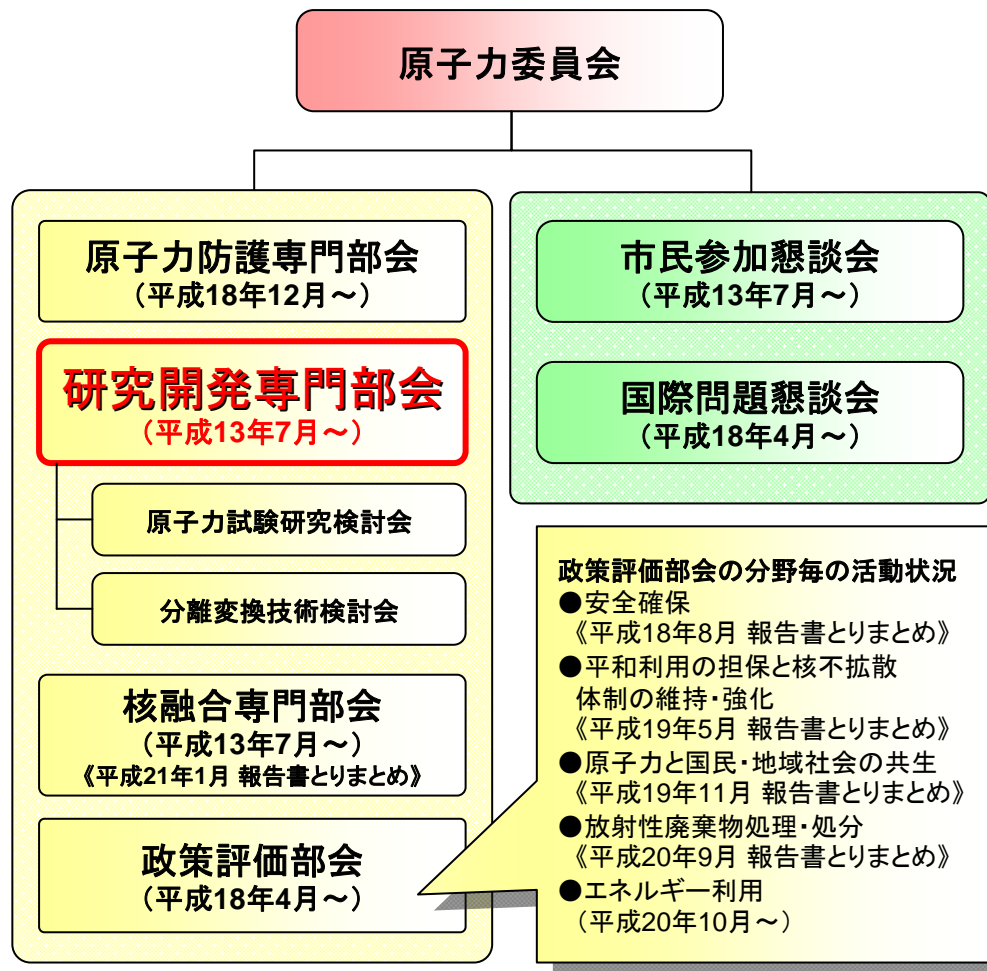 原子力委員会
原子力防護専門部会
（平成18年12月～）
研究開発専門部会
（平成13年7月～）
原子力試験研究検討会
分離変換技術検討会
核融合専門部会
（平成13年7月～）
《平成21年1月 報告書とりまとめ》
政策評価部会
（平成18年4月～）
市民参加懇談会
（平成13年7月～）
国際問題懇談会
（平成18年4月～）
政策評価部会の分野毎の活動状況
●安全確保
《平成18年8月 報告書とりまとめ》
●平和利用の担保と核不拡散
体制の維持・強化
《平成19年5月 報告書とりまとめ》
●原子力と国民・地域社会の共生
《平成19年11月 報告書とりまとめ》
●放射性廃棄物処理・処分
《平成20年9月 報告書とりまとめ》
●エネルギー利用
（平成20年10月～）